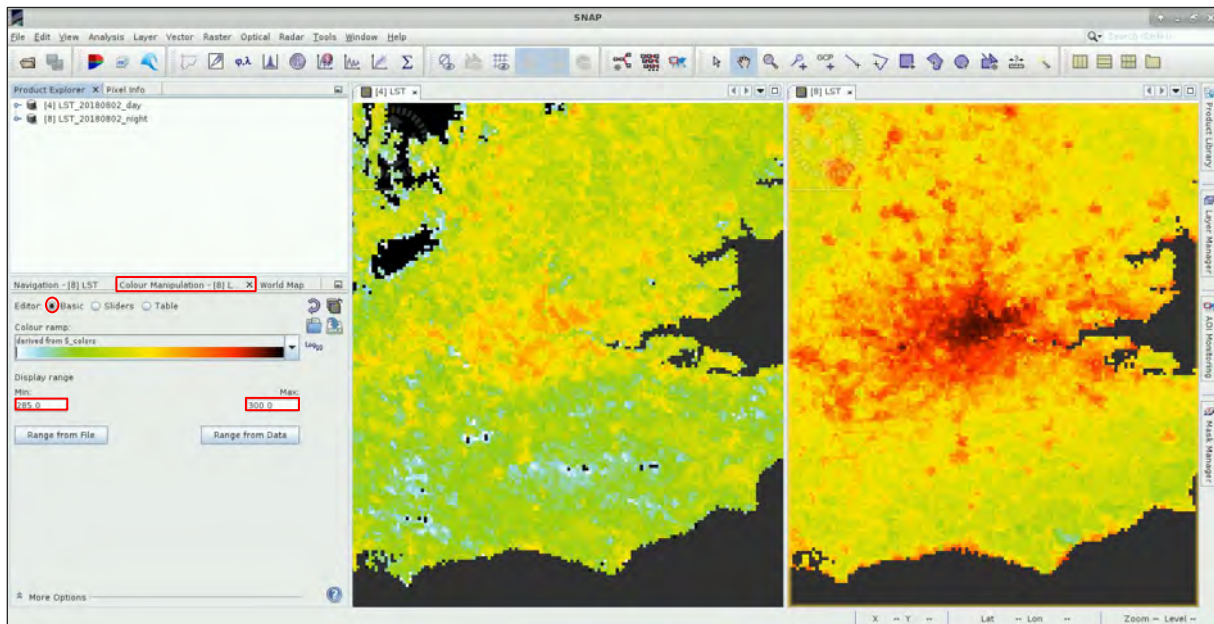 SNAP
File Edit View Analysis Layer Vector Raster Optical Radar Tools Window Help
Product Explorer X Pixel Info
[4] LST_20180802_day
[8] LST_20180802_night
[4] LST
[8] LST
Product Library
Layer Manager
AOI Monitoring
Mask Manager
Navigation - [8] LST
Colour Manipulation - [8] L...
World Map
Editor: Basic Sliders Table
Colour ramp:
derived from 5_colors
Log10
Display range
Min: Max:
285.0 300.0
Range from File Range from Data
More Options
X -- Y -- Lat -- Lon -- Zoom -- Level --